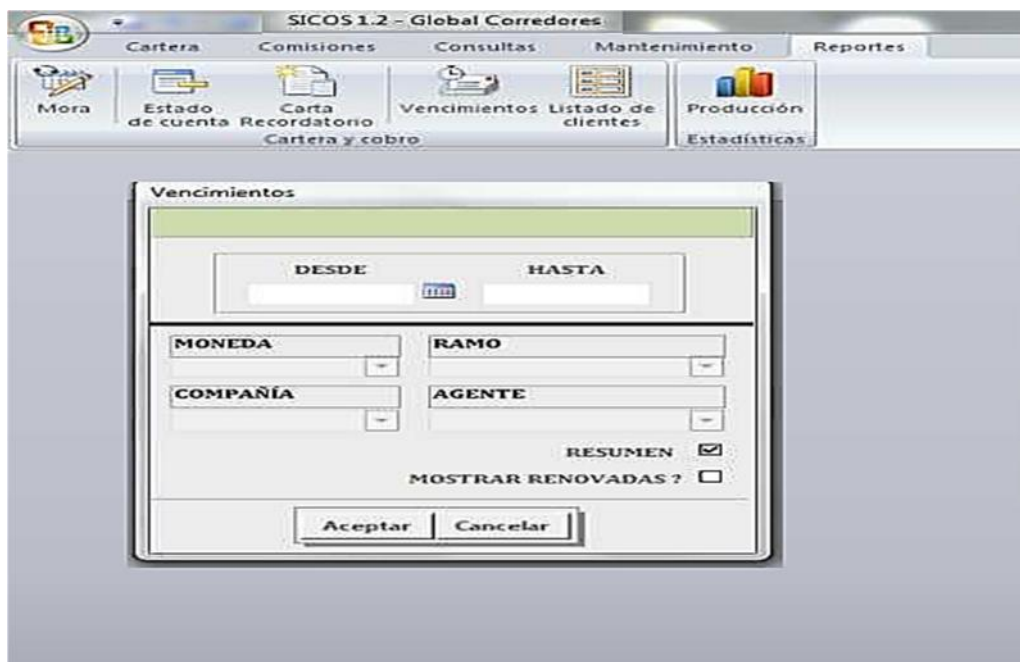 SICOS 1.2 - Global Corredores
Cartera Comisiones Consultas Mantenimiento Reportes
Mora Estado de cuenta Carta Recordatorio Vencimientos Listado de clientes Producción
Cartera y cobro Estadísticas
Vencimientos
DESDE HASTA
MONEDA RAMO
COMPAÑÍA AGENTE
RESUMEN
MOSTRAR RENOVADAS ?
Aceptar Cancelar